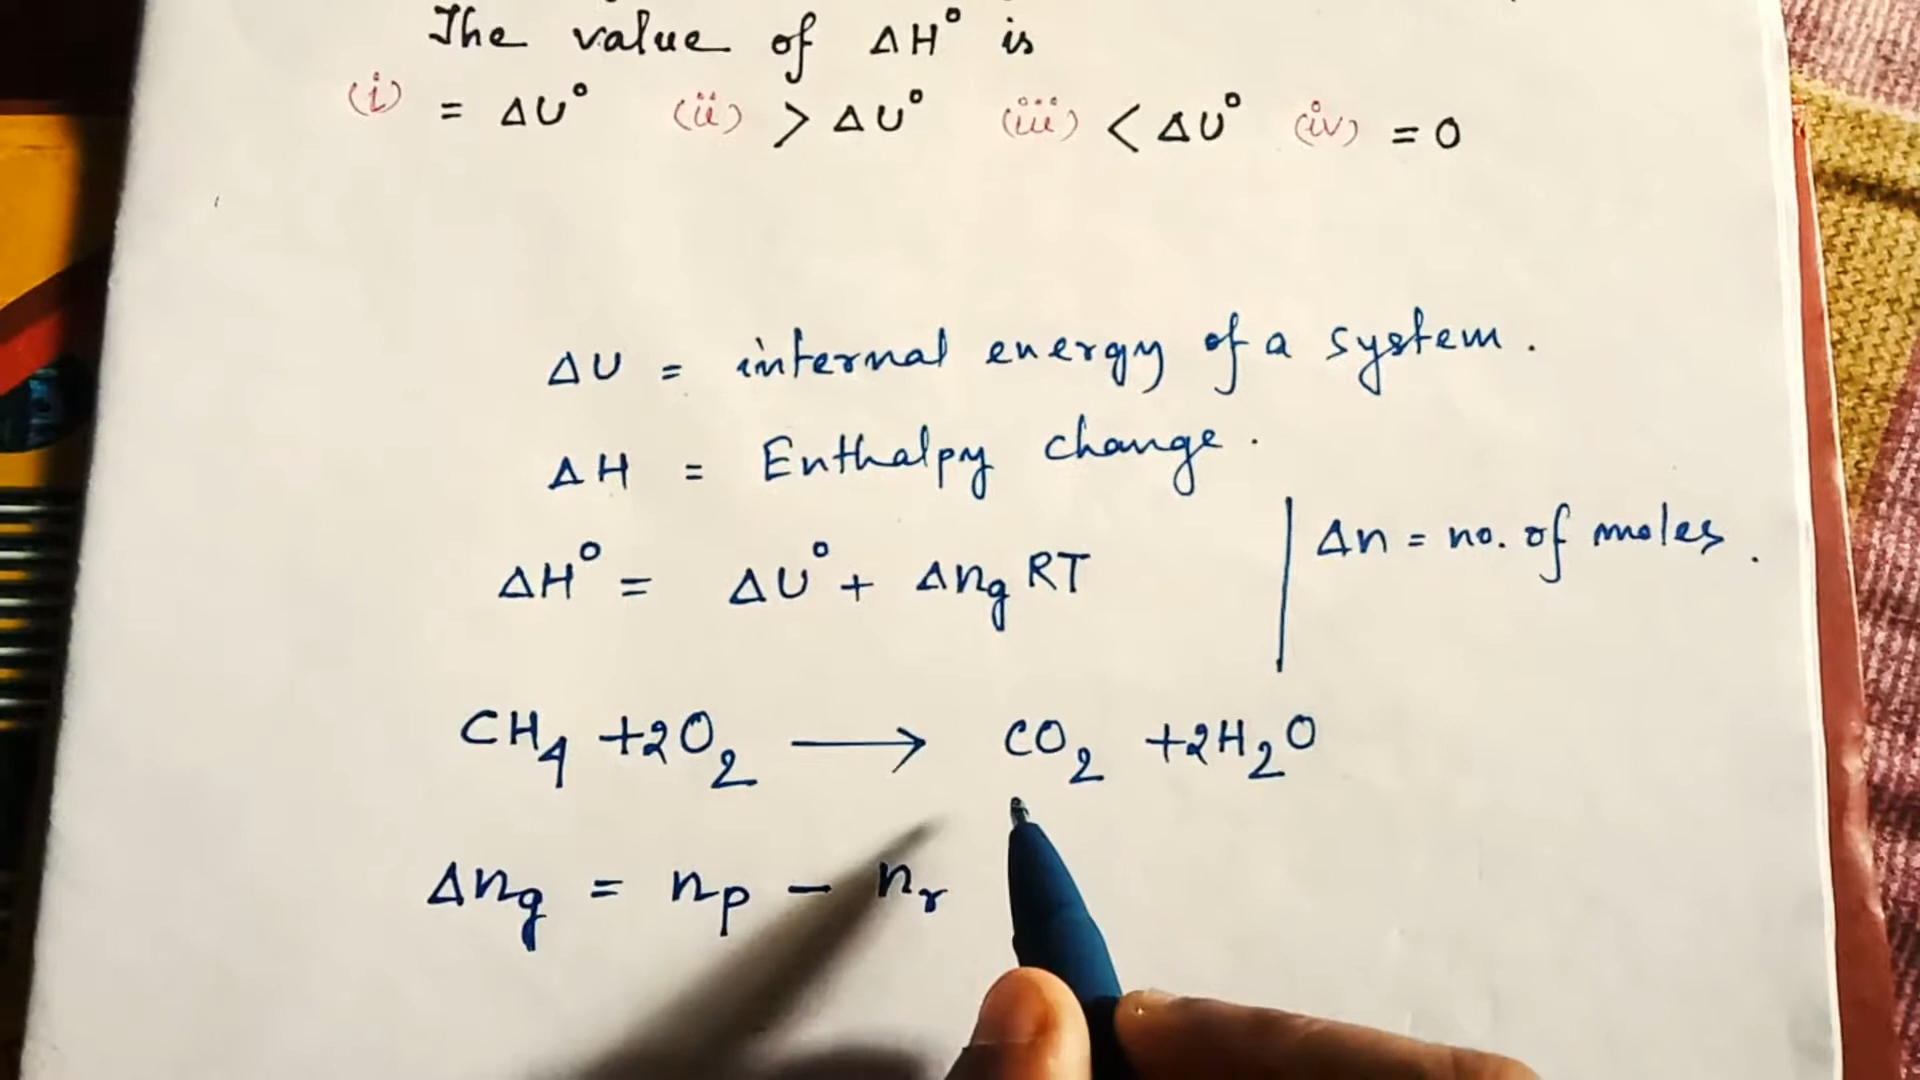 The value of ΔH° is
(i) = ΔU° (ii) > ΔU° (iii) < ΔU° (iv) = 0
ΔU = internal energy of a system.
ΔH = Enthalpy change.
ΔH° = ΔU° + Δng RT
Δn = no. of moles.
CH4 + 2O2 → CO2 + 2H2O
Δng = np − nr